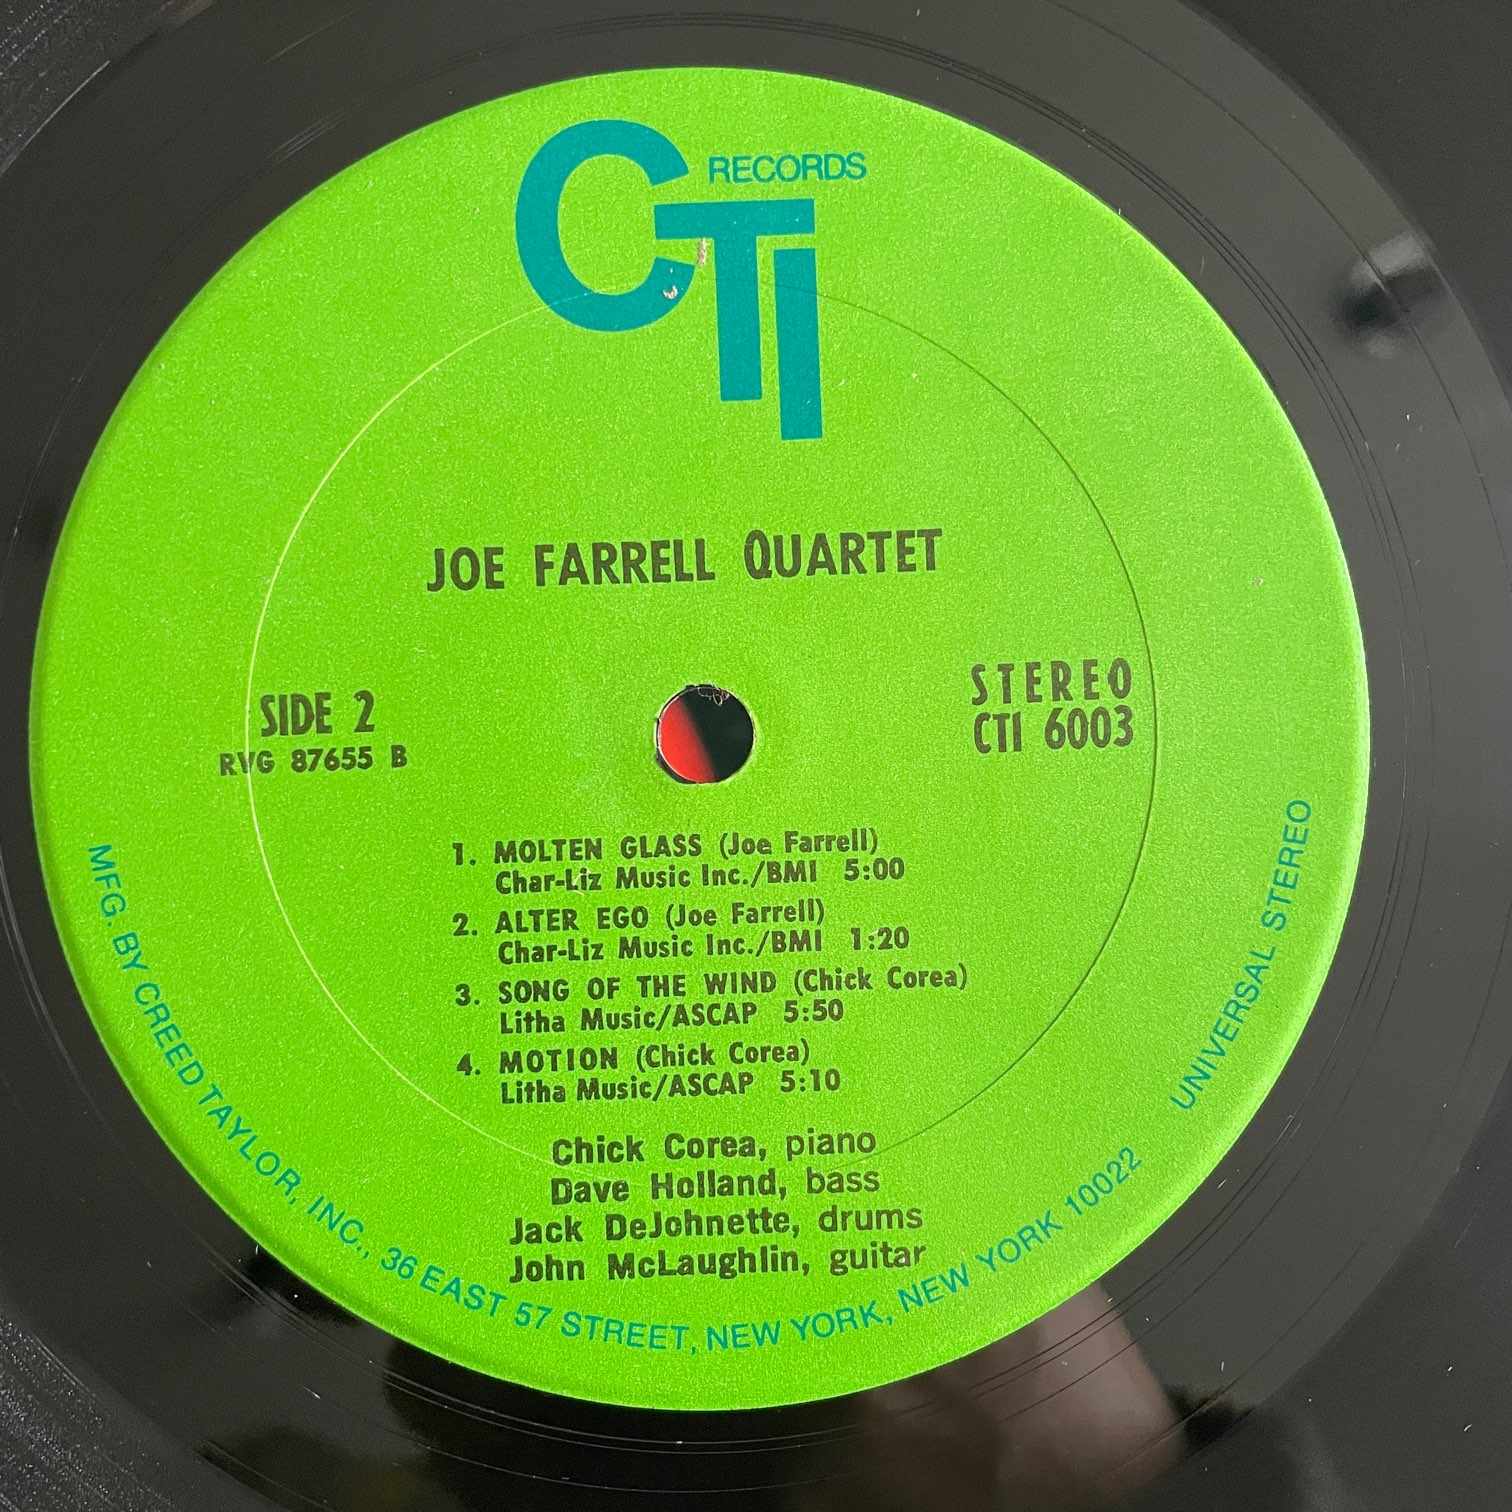 CTI RECORDS
JOE FARRELL QUARTET
SIDE 2
RVG 87655 B
STEREO
CTI 6003
1. MOLTEN GLASS (Joe Farrell)
Char-Liz Music Inc./BMI 5:00
2. ALTER EGO (Joe Farrell)
Char-Liz Music Inc./BMI 1:20
3. SONG OF THE WIND (Chick Corea)
Litha Music/ASCAP 5:50
4. MOTION (Chick Corea)
Litha Music/ASCAP 5:10
Chick Corea, piano
Dave Holland, bass
Jack DeJohnette, drums
John McLaughlin, guitar
MFG. BY CREED TAYLOR, INC., 36 EAST 57 STREET, NEW YORK, NEW YORK 10022
UNIVERSAL STEREO